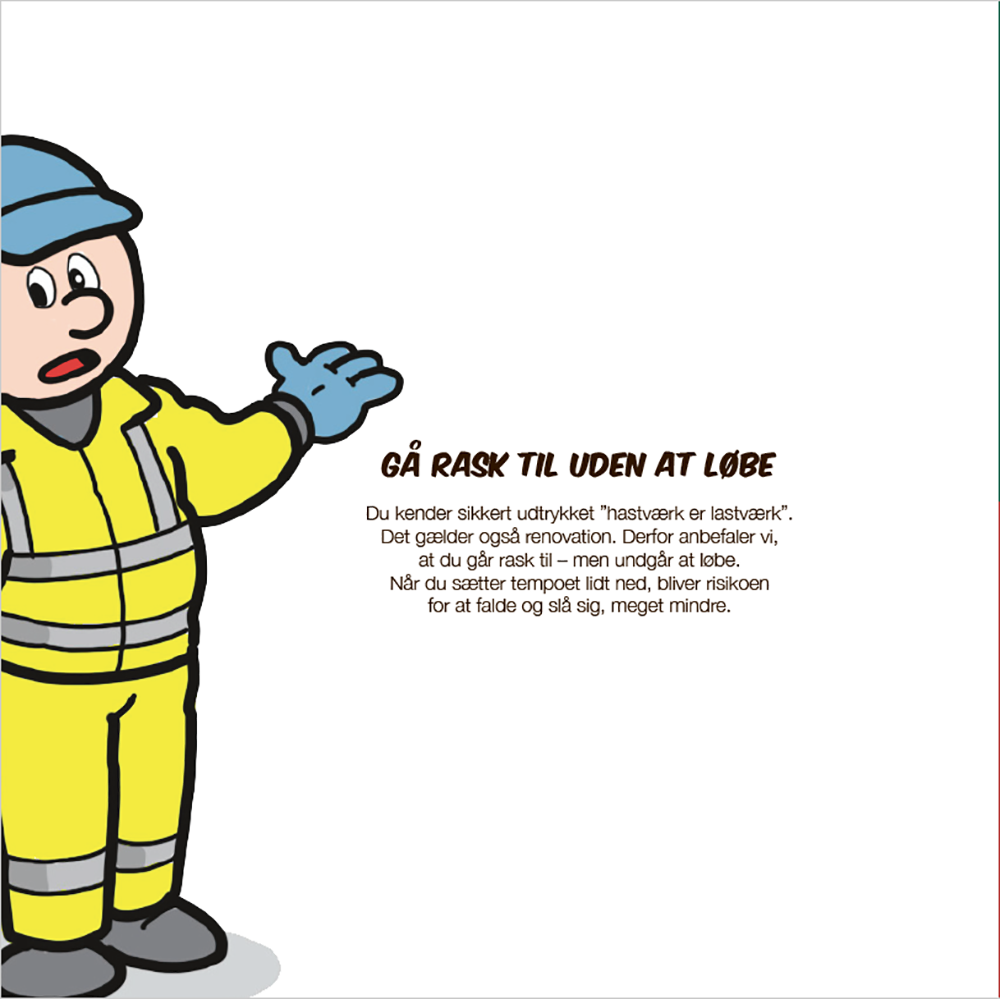 GÅ RASK TIL UDEN AT LØBE
Du kender sikkert udtrykket ”hastværk er lastværk”.
Det gælder også renovation. Derfor anbefaler vi,
at du går rask til – men undgår at løbe.
Når du sætter tempoet lidt ned, bliver risikoen
for at falde og slå sig, meget mindre.